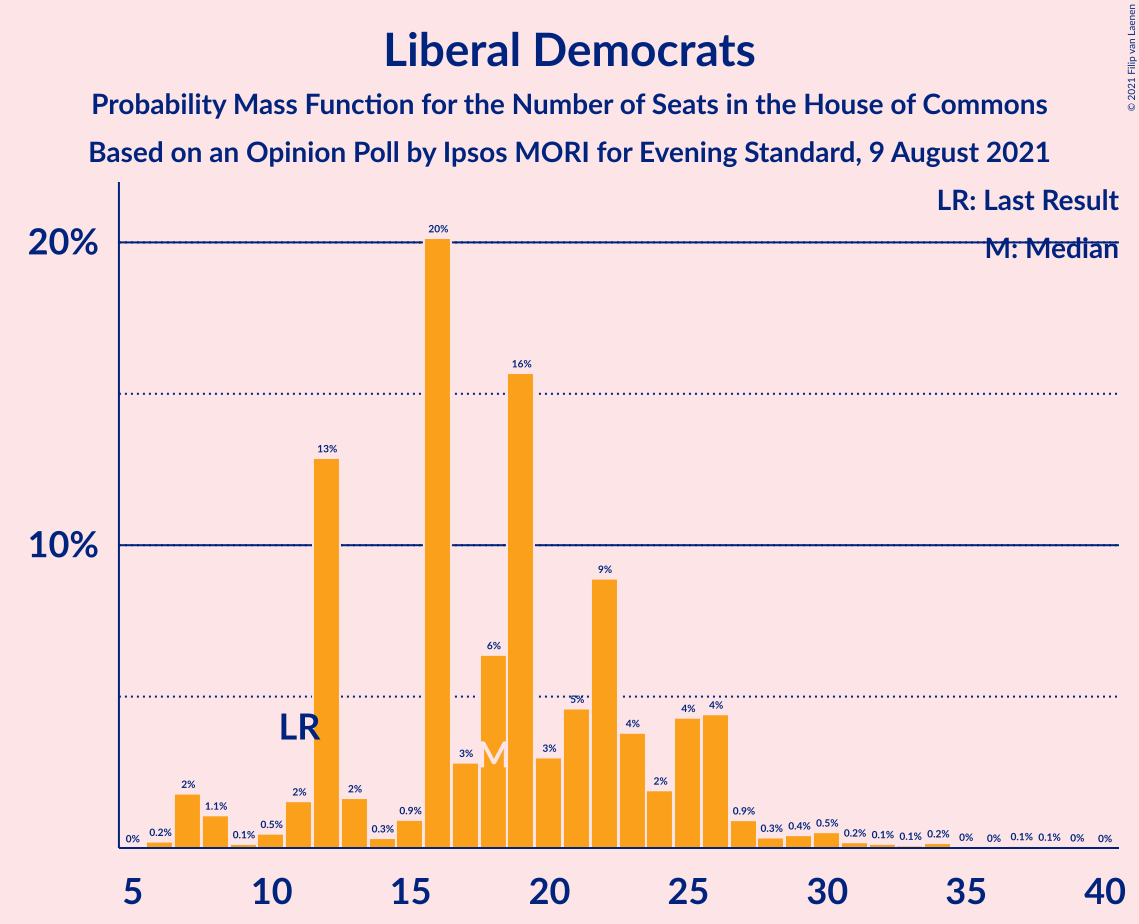 Liberal Democrats
Probability Mass Function for the Number of Seats in the House of Commons
Based on an Opinion Poll by Ipsos MORI for Evening Standard, 9 August 2021
© 2021 Filip van Laenen
LR: Last Result
M: Median
20%
10%
0% 0.2% 2% 1.1% 0.1% 0.5% 2% 13% 2% 0.3% 0.9% 20% 3% 6% 16% 3% 5% 9% 4% 2% 4% 4% 0.9% 0.3% 0.4% 0.5% 0.2% 0.1% 0.1% 0.2% 0% 0% 0.1% 0.1% 0% 0%
LR
M
5 10 15 20 25 30 35 40